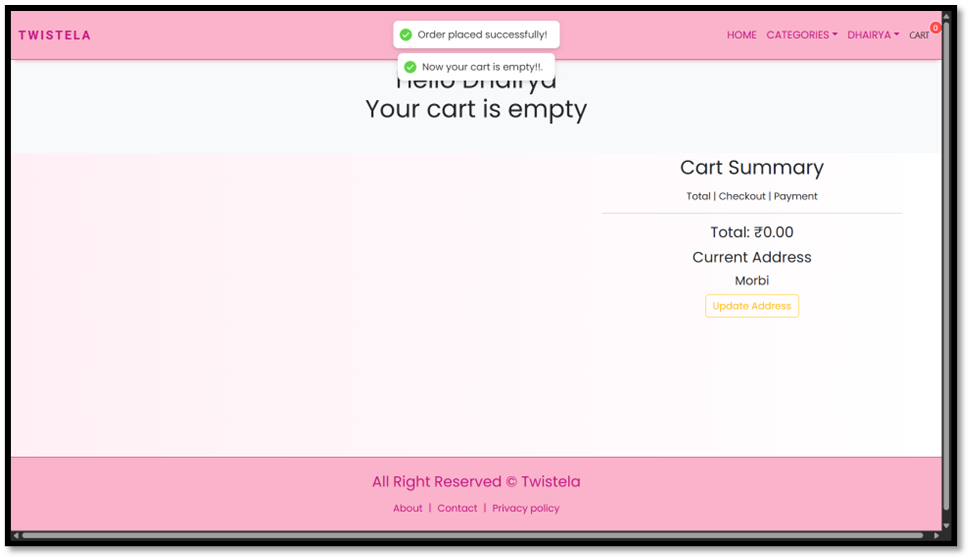 TWISTELA
Order placed successfully!
HOME CATEGORIES DHAIRYA CART 0
Now your cart is empty!!.
Hello Dhairya
Your cart is empty
Cart Summary
Total | Checkout | Payment
Total: ₹0.00
Current Address
Morbi
Update Address
All Right Reserved © Twistela
About | Contact | Privacy policy